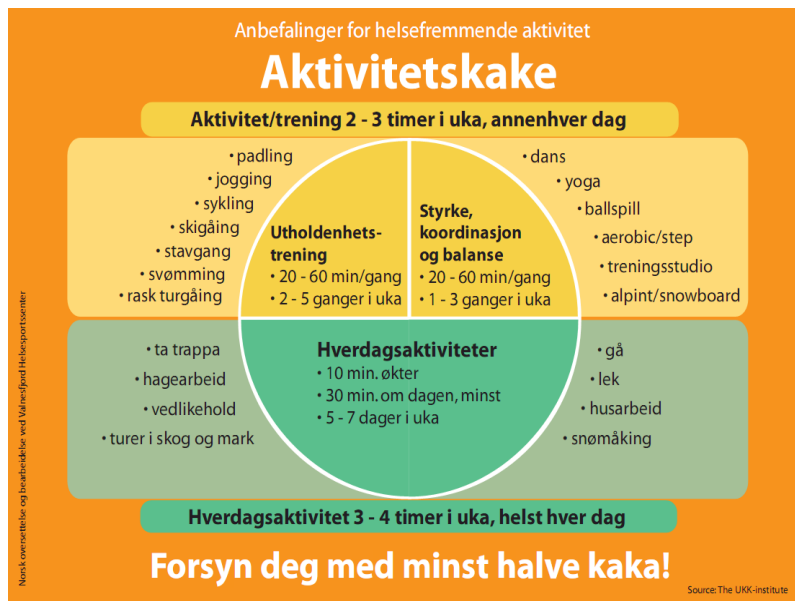 Anbefalinger for helsefremmende aktivitet
Aktivitetskake
Aktivitet/trening 2 - 3 timer i uka, annenhver dag
• padling
• jogging
• sykling
• skigåing
• stavgang
• svømming
• rask turgåing
Utholdenhets-
trening
• 20 - 60 min/gang
• 2 - 5 ganger i uka
Styrke,
koordinasjon
og balanse
• 20 - 60 min/gang
• 1 - 3 ganger i uka
• dans
• yoga
• ballspill
• aerobic/step
• treningsstudio
• alpint/snowboard
• ta trappa
• hagearbeid
• vedlikehold
• turer i skog og mark
Hverdagsaktiviteter
• 10 min. økter
• 30 min. om dagen, minst
• 5 - 7 dager i uka
• gå
• lek
• husarbeid
• snømåking
Hverdagsaktivitet 3 - 4 timer i uka, helst hver dag
Forsyn deg med minst halve kaka!
Norsk oversettelse og bearbeidelse ved Valnesfjord Helsesportssenter
Source: The UKK-institute